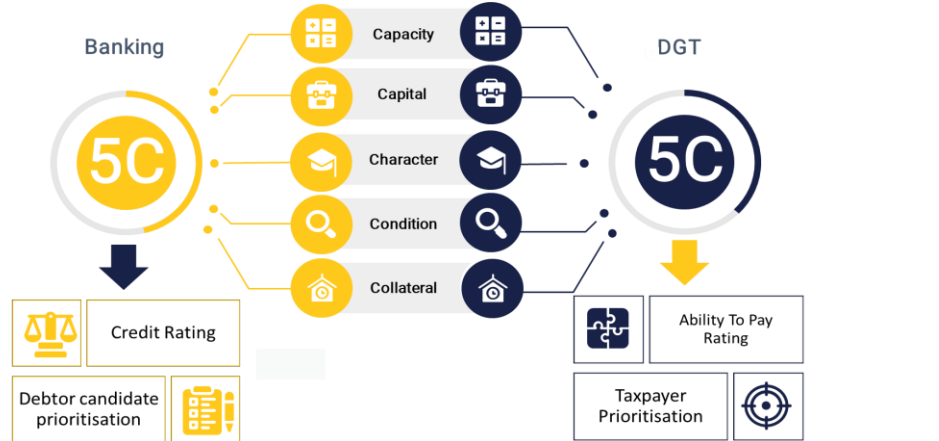 Banking
DGT
5C
5C
Capacity
Capital
Character
Condition
Collateral
Credit Rating
Debtor candidate
prioritisation
Ability To Pay
Rating
Taxpayer
Prioritisation